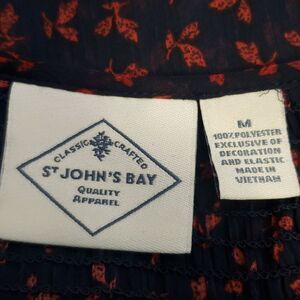 CLASSIC CRAFTED
ST JOHN'S BAY
QUALITY
APPAREL
M
100% POLYESTER
EXCLUSIVE OF
DECORATION
AND ELASTIC
MADE IN
VIETNAM